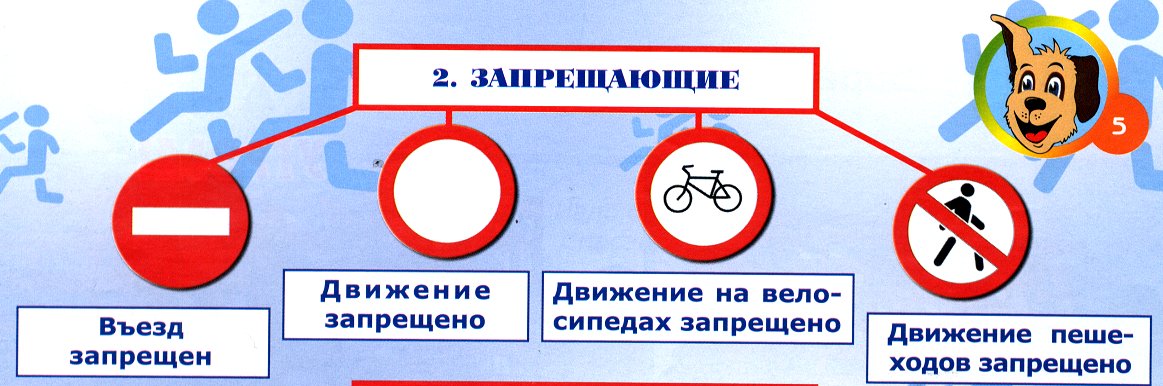 2. ЗАПРЕЩАЮЩИЕ
5
Въезд
запрещен
Движение
запрещено
Движение на вело-
сипедах запрещено
Движение пеше-
ходов запрещено